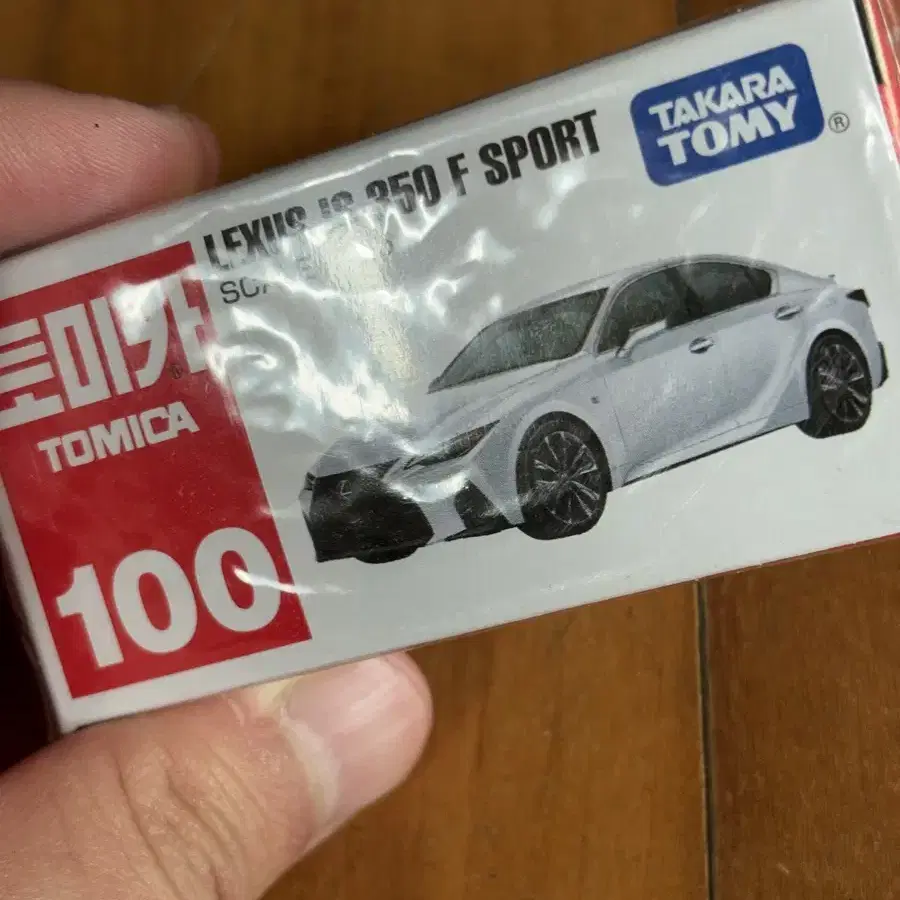 TAKARA
TOMY
®
LEXUS IS 350 F SPORT
토미카
TOMICA
100